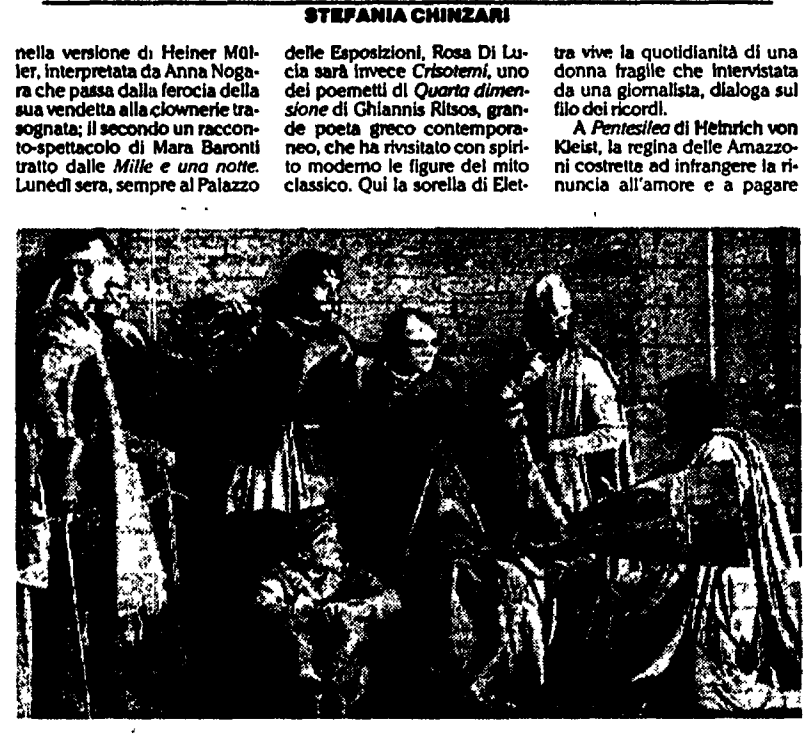 STEFANIA CHINZARI
nella versione di Heiner Mül-
ler, interpretata da Anna Noga-
ra che passa dalla ferocia della
sua vendetta alla clownerie tra-
sognata; il secondo un raccon-
to-spettacolo di Mara Baronti
tratto dalle Mille e una notte.
Lunedì sera, sempre al Palazzo
delle Esposizioni, Rosa Di Lu-
cia sarà invece Crisotemi, uno
dei poemetti di Quarta dimen-
sione di Ghiannis Ritsos, gran-
de poeta greco contempora-
neo, che ha rivisitato con spiri-
to moderno le figure del mito
classico. Qui la sorella di Elet-
tra vive la quotidianità di una
donna fragile che intervistata
da una giornalista, dialoga sul
filo dei ricordi.
A Pentesilea di Heinrich von
Kleist, la regina delle Amazzo-
ni costretta ad infrangere la ri-
nuncia all'amore e a pagare